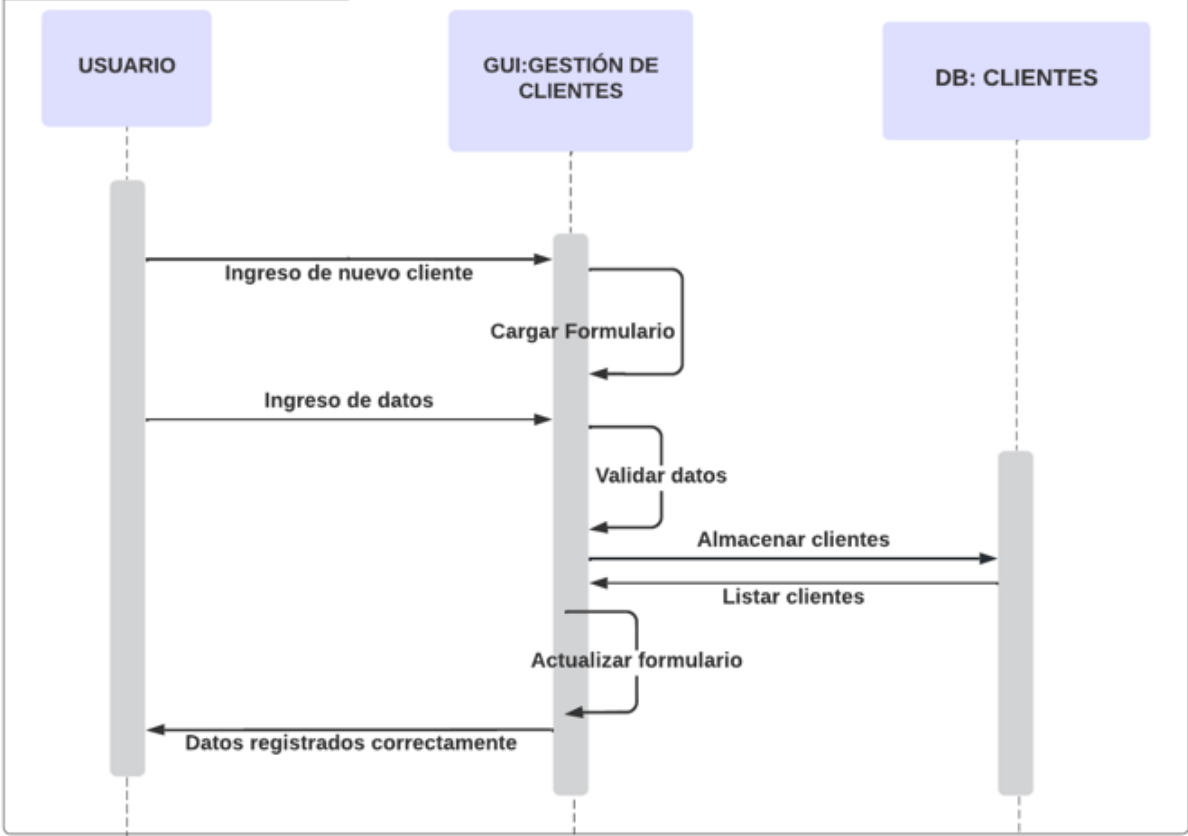 USUARIO
GUI:GESTIÓN DE
CLIENTES
DB: CLIENTES
Ingreso de nuevo cliente
Cargar Formulario
Ingreso de datos
Validar datos
Almacenar clientes
Listar clientes
Actualizar formulario
Datos registrados correctamente